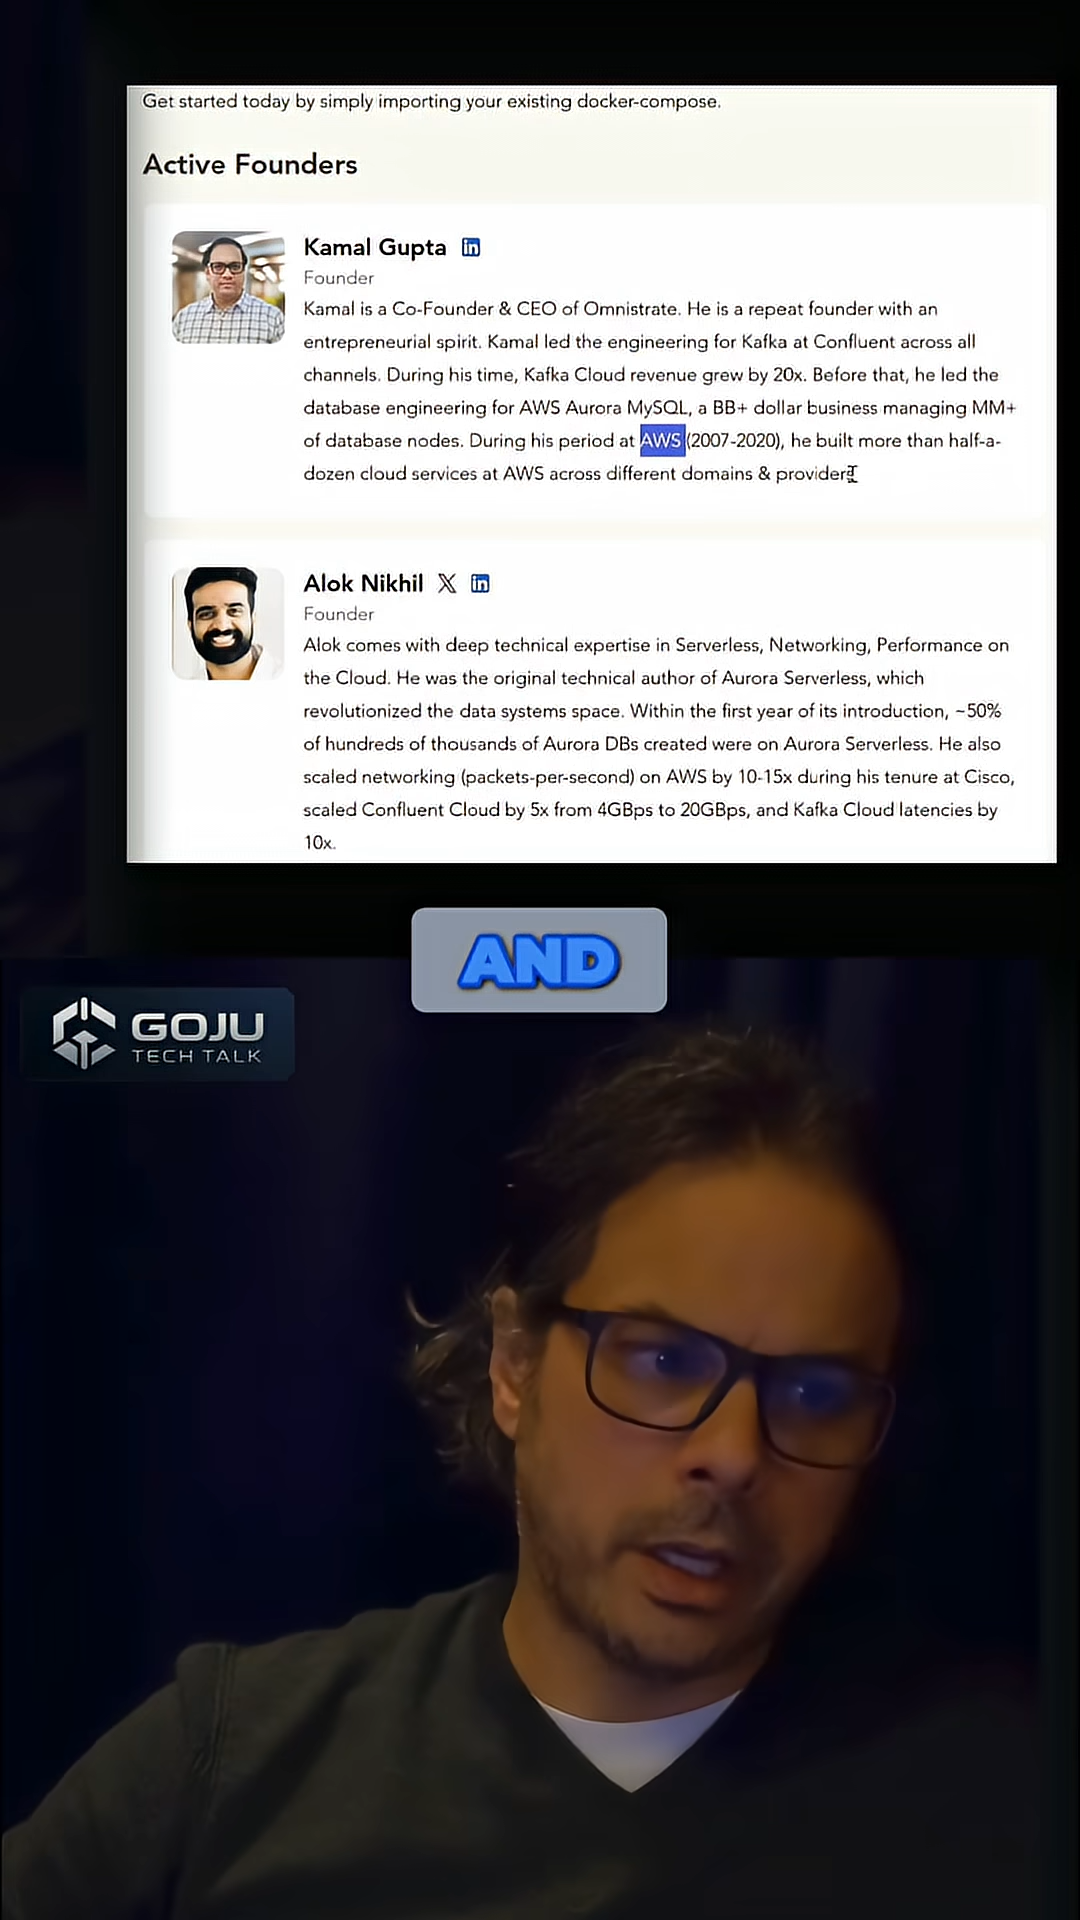 Get started today by simply importing your existing docker-compose.
Active Founders
Kamal Gupta in
Founder
Kamal is a Co-Founder & CEO of Omnistrate. He is a repeat founder with an
entrepreneurial spirit. Kamal led the engineering for Kafka at Confluent across all
channels. During his time, Kafka Cloud revenue grew by 20x. Before that, he led the
database engineering for AWS Aurora MySQL, a BB+ dollar business managing MM+
of database nodes. During his period at AWS (2007-2020), he built more than half-a-
dozen cloud services at AWS across different domains & providers
Alok Nikhil X in
Founder
Alok comes with deep technical expertise in Serverless, Networking, Performance on
the Cloud. He was the original technical author of Aurora Serverless, which
revolutionized the data systems space. Within the first year of its introduction, ~50%
of hundreds of thousands of Aurora DBs created were on Aurora Serverless. He also
scaled networking (packets-per-second) on AWS by 10-15x during his tenure at Cisco,
scaled Confluent Cloud by 5x from 4GBps to 20GBps, and Kafka Cloud latencies by
10x.
AND
GOJU
TECH TALK